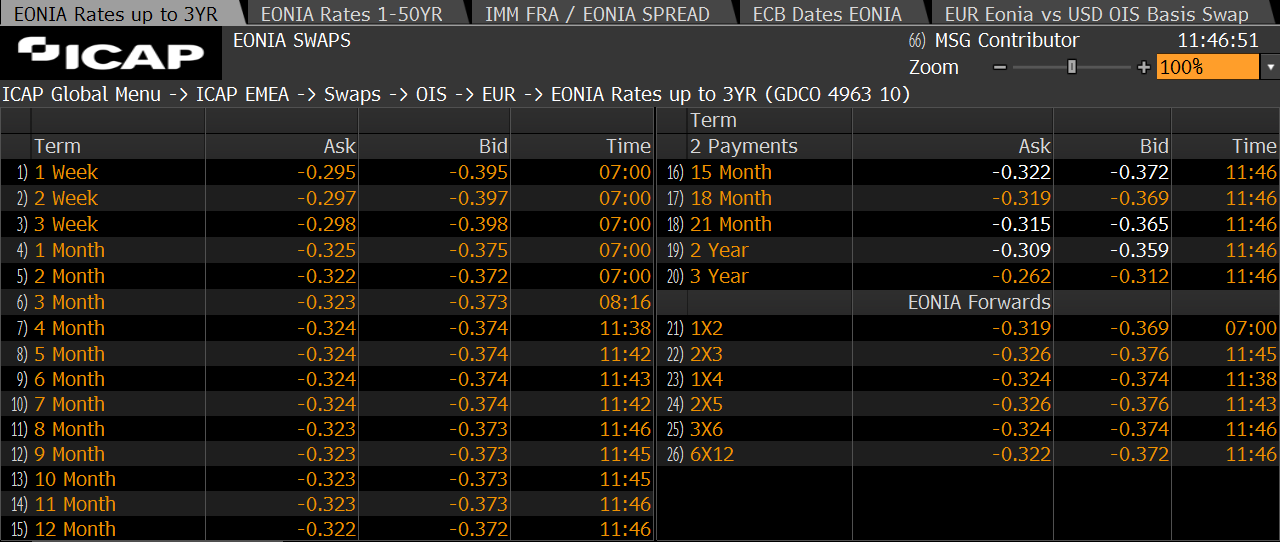 EONIA Rates up to 3YR EONIA Rates 1-50YR IMM FRA / EONIA SPREAD ECB Dates EONIA EUR Eonia vs USD OIS Basis Swap
ICAP EONIA SWAPS 66) MSG Contributor 11:46:51
Zoom - + 100%
ICAP Global Menu -> ICAP EMEA -> Swaps -> OIS -> EUR -> EONIA Rates up to 3YR (GDCO 4963 10)
Term
Term Ask Bid Time 2 Payments Ask Bid Time
1) 1 Week -0.295 -0.395 07:00 16) 15 Month -0.322 -0.372 11:46
2) 2 Week -0.297 -0.397 07:00 17) 18 Month -0.319 -0.369 11:46
3) 3 Week -0.298 -0.398 07:00 18) 21 Month -0.315 -0.365 11:46
4) 1 Month -0.325 -0.375 07:00 19) 2 Year -0.309 -0.359 11:46
5) 2 Month -0.322 -0.372 07:00 20) 3 Year -0.262 -0.312 11:46
6) 3 Month -0.323 -0.373 08:16 EONIA Forwards
7) 4 Month -0.324 -0.374 11:38 21) 1X2 -0.319 -0.369 07:00
8) 5 Month -0.324 -0.374 11:42 22) 2X3 -0.326 -0.376 11:45
9) 6 Month -0.324 -0.374 11:43 23) 1X4 -0.324 -0.374 11:38
10) 7 Month -0.324 -0.374 11:42 24) 2X5 -0.326 -0.376 11:43
11) 8 Month -0.323 -0.373 11:46 25) 3X6 -0.324 -0.374 11:46
12) 9 Month -0.323 -0.373 11:45 26) 6X12 -0.322 -0.372 11:46
13) 10 Month -0.323 -0.373 11:45
14) 11 Month -0.323 -0.373 11:46
15) 12 Month -0.322 -0.372 11:46